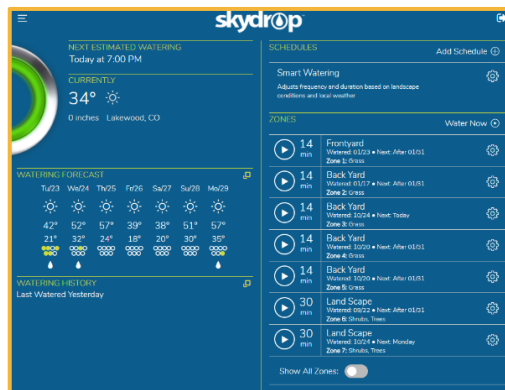 skydrop
NEXT ESTIMATED WATERING
Today at 7:00 PM
CURRENTLY
34°
0 inches Lakewood, CO
WATERING FORECAST
Tu/23 We/24 Th/25 Fr/26 Sa/27 Su/28 Mo/29
42° 52° 57° 39° 38° 51° 57°
21° 32° 24° 18° 20° 30° 35°
WATERING HISTORY
Last Watered Yesterday
SCHEDULES
Add Schedule
Smart Watering
Adjusts frequency and duration based on landscape
conditions and local weather
ZONES
Water Now
14 min Frontyard
Watered: 01/23 • Next: After 01/31
Zone 1: Grass
14 min Back Yard
Watered: 01/17 • Next: After 01/31
Zone 2: Grass
14 min Back Yard
Watered: 10/24 • Next: Today
Zone 3: Grass
14 min Back Yard
Watered: 10/20 • Next: After 01/31
Zone 4: Grass
14 min Back Yard
Watered: 10/20 • Next: After 01/31
Zone 5: Grass
30 min Land Scape
Watered: 09/22 • Next: After 01/31
Zone 6: Shrubs, Trees
30 min Land Scape
Watered: 10/24 • Next: Monday
Zone 7: Shrubs, Trees
Show All Zones: